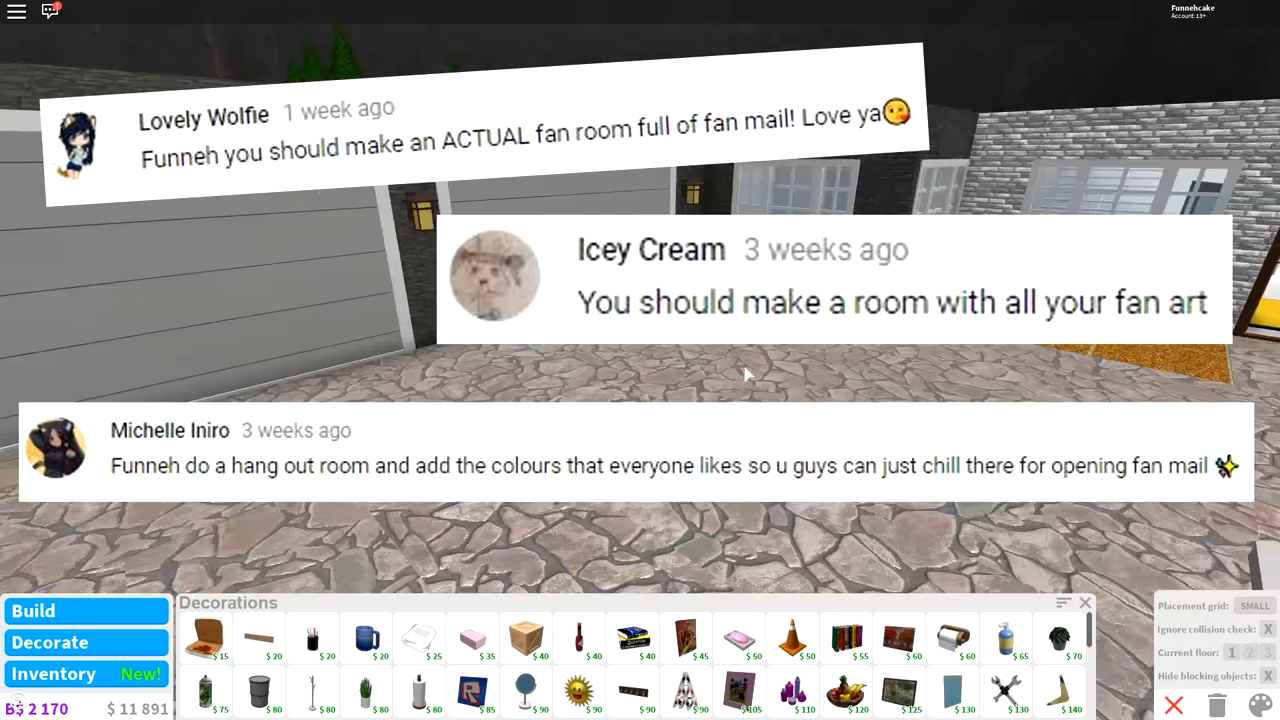 Funnehcake
Account: 13+
Lovely Wolfie 1 week ago
Funneh you should make an ACTUAL fan room full of fan mail! Love ya😘
Icey Cream 3 weeks ago
You should make a room with all your fan art
Michelle Iniro 3 weeks ago
Funneh do a hang out room and add the colours that everyone likes so u guys can just chill there for opening fan mail ✨
Build
Decorate
Inventory New!
B$ 2 170 $ 11 891
Decorations
$ 15 $ 20 $ 20 $ 20 $ 25 $ 35 $ 40 $ 40 $ 40 $ 45 $ 50 $ 50 $ 55 $ 60 $ 60 $ 65 $ 70
$ 75 $ 80 $ 80 $ 80 $ 80 $ 85 $ 90 $ 90 $ 90 $ 90 $ 105 $ 110 $ 120 $ 125 $ 130 $ 130 $ 140
Placement grid: SMALL
Ignore collision check: X
Current floor: 1 2 3
Hide blocking objects: X